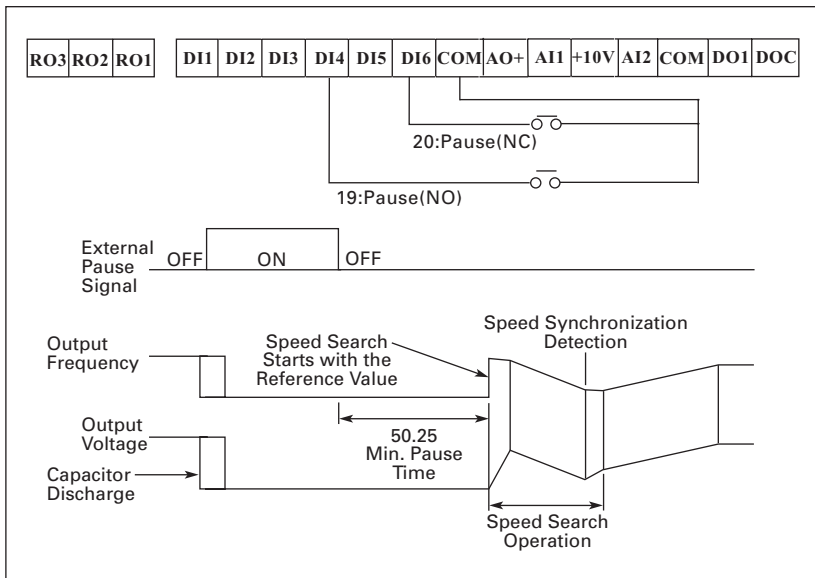 RO3 RO2 RO1 DI1 DI2 DI3 DI4 DI5 DI6 COM AO+ AI1 +10V AI2 COM DO1 DOC
20:Pause(NC)
19:Pause(NO)
External
Pause
Signal
OFF
ON
OFF
Output
Frequency
Speed Search
Starts with the
Reference Value
Speed Synchronization
Detection
Output
Voltage
50.25
Min. Pause
Time
Capacitor
Discharge
Speed Search
Operation